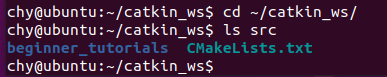 chy@ubuntu:~/catkin_ws$ cd ~/catkin_ws/
chy@ubuntu:~/catkin_ws$ ls src
beginner_tutorials  CMakeLists.txt
chy@ubuntu:~/catkin_ws$